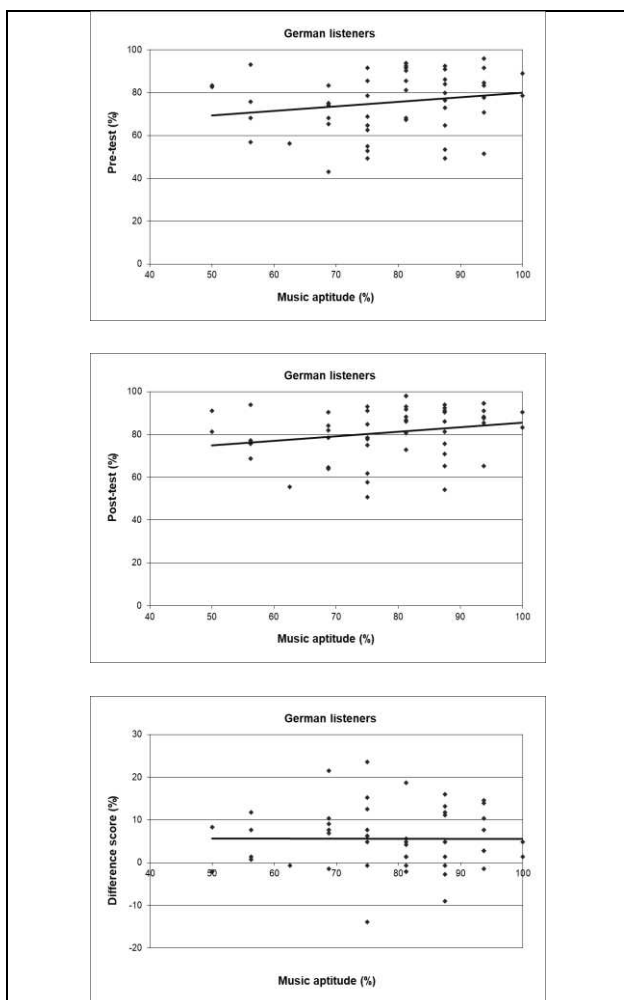 German listeners
100
80
60
40
20
0
Pre-test (%)
40 50 60 70 80 90 100
Music aptitude (%)
German listeners
100
80
60
40
20
0
Post-test (%)
40 50 60 70 80 90 100
Music aptitude (%)
German listeners
30
20
10
0
-10
-20
Difference score (%)
40 50 60 70 80 90 100
Music aptitude (%)